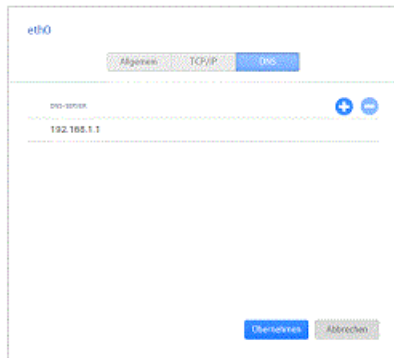 eth0
Allgemein TCP/IP DNS
DNS-SERVER
192.168.1.1
Übernehmen Abbrechen